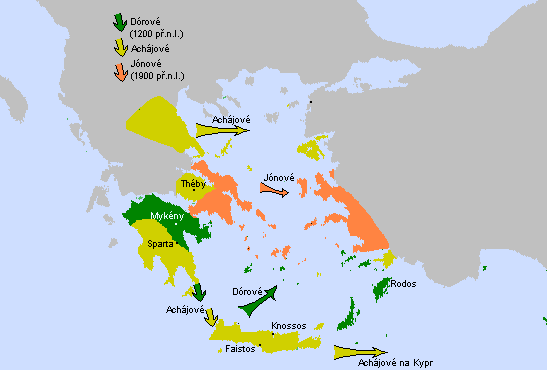 Dórové
(1200 př.n.l.)
Achájové
Jónové
(1900 př.n.l.)
Achájové
Jónové
Théby
Mykény
Sparta
Dórové
Rodos
Achájové
Knossos
Faistos
Achájové na Kypr